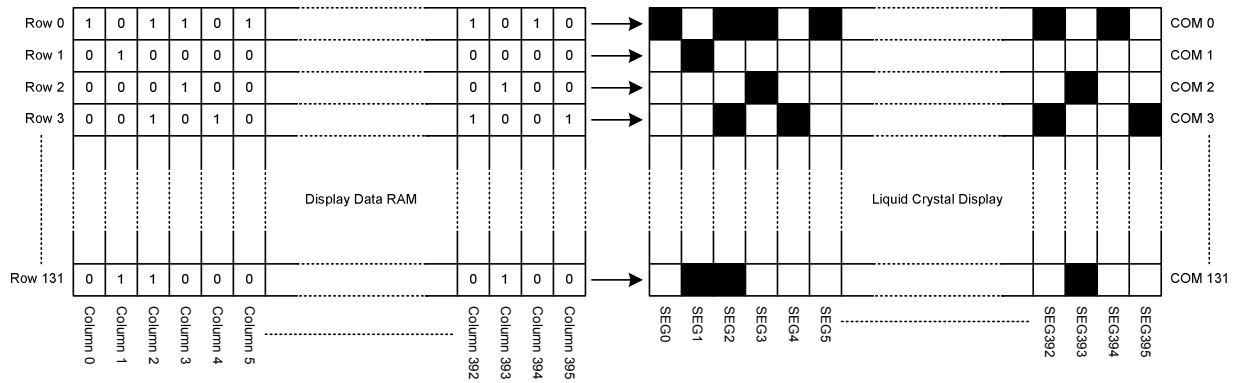 Row 0 1 0 1 1 0 1 1 0 1 0 COM 0
Row 1 0 1 0 0 0 0 0 0 0 0 COM 1
Row 2 0 0 0 1 0 0 0 1 0 0 COM 2
Row 3 0 0 1 0 1 0 1 0 0 1 COM 3
Display Data RAM Liquid Crystal Display
Row 131 0 1 1 0 0 0 0 1 0 0 COM 131
Column 0
Column 1
Column 2
Column 3
Column 4
Column 5
Column 392
Column 393
Column 394
Column 395
SEG0
SEG1
SEG2
SEG3
SEG4
SEG5
SEG392
SEG393
SEG394
SEG395